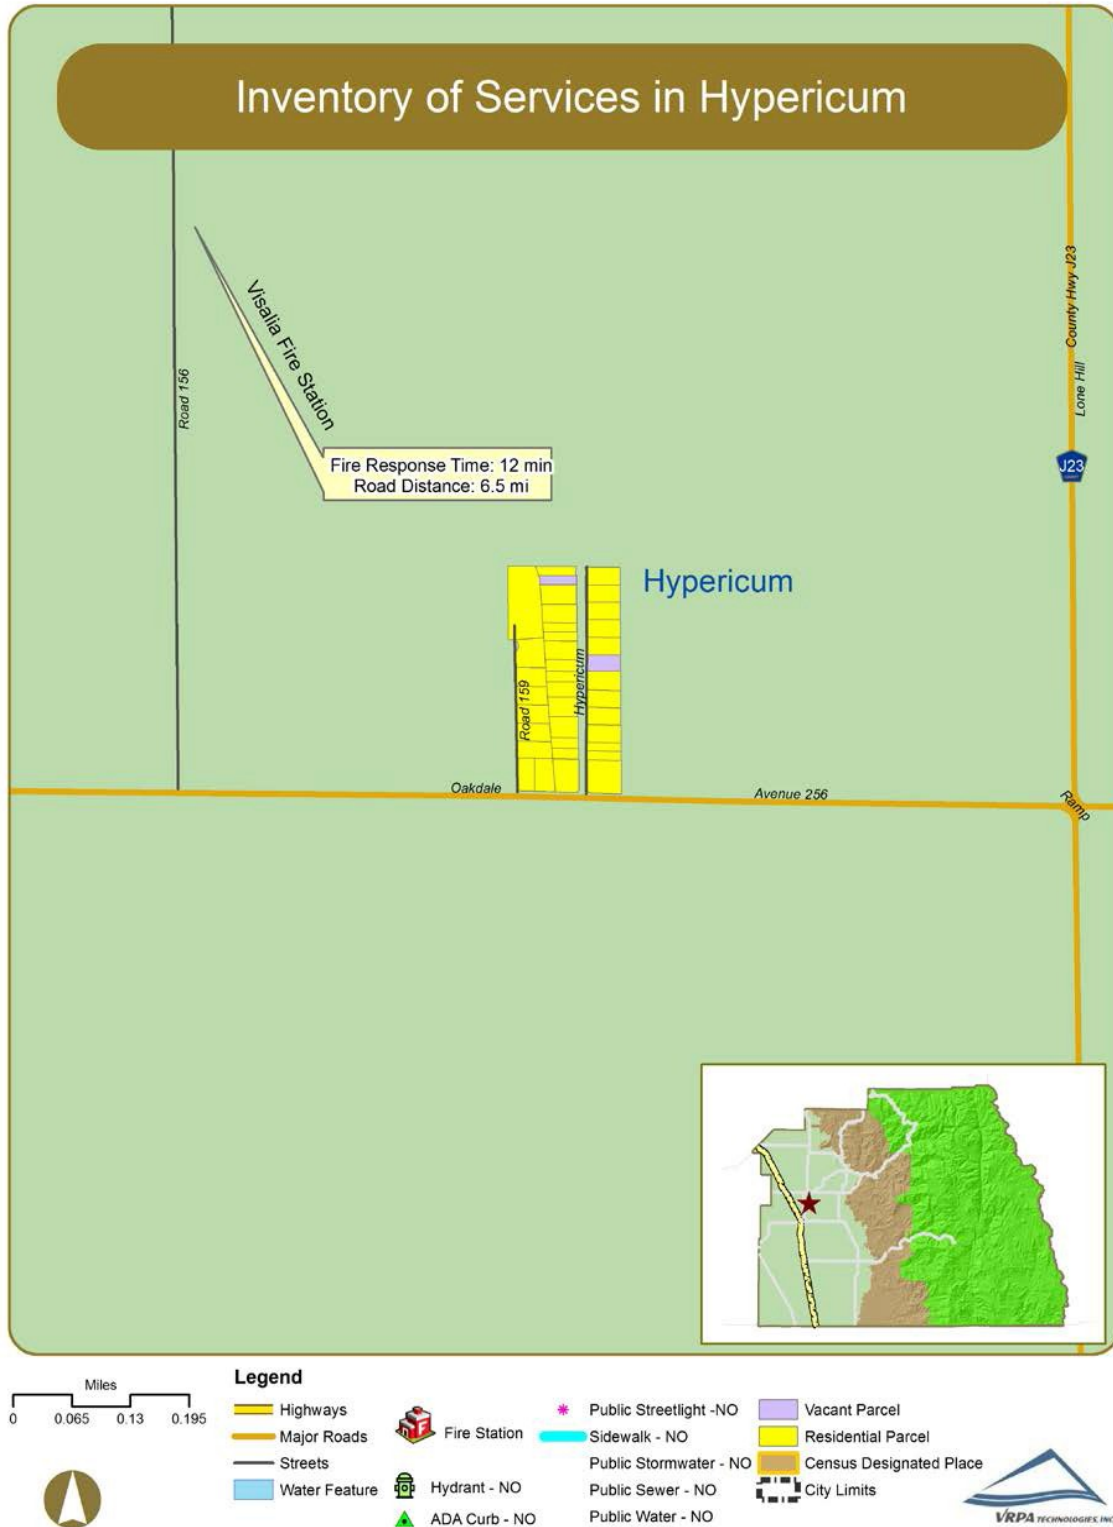 Inventory of Services in Hypericum
County Hwy J23
Visalia Fire Station
Road 156
Lone Hill
Fire Response Time: 12 min
Road Distance: 6.5 mi
J23
Hypericum
Hypericum
Road 159
Oakdale
Avenue 256
Ramp
Legend
Miles
0 0.065 0.13 0.195
Highways
Major Roads
Streets
Water Feature
Fire Station
Hydrant - NO
ADA Curb - NO
Public Streetlight -NO
Sidewalk - NO
Public Stormwater - NO
Public Sewer - NO
Public Water - NO
Vacant Parcel
Residential Parcel
Census Designated Place
City Limits
VRPA TECHNOLOGIES, INC